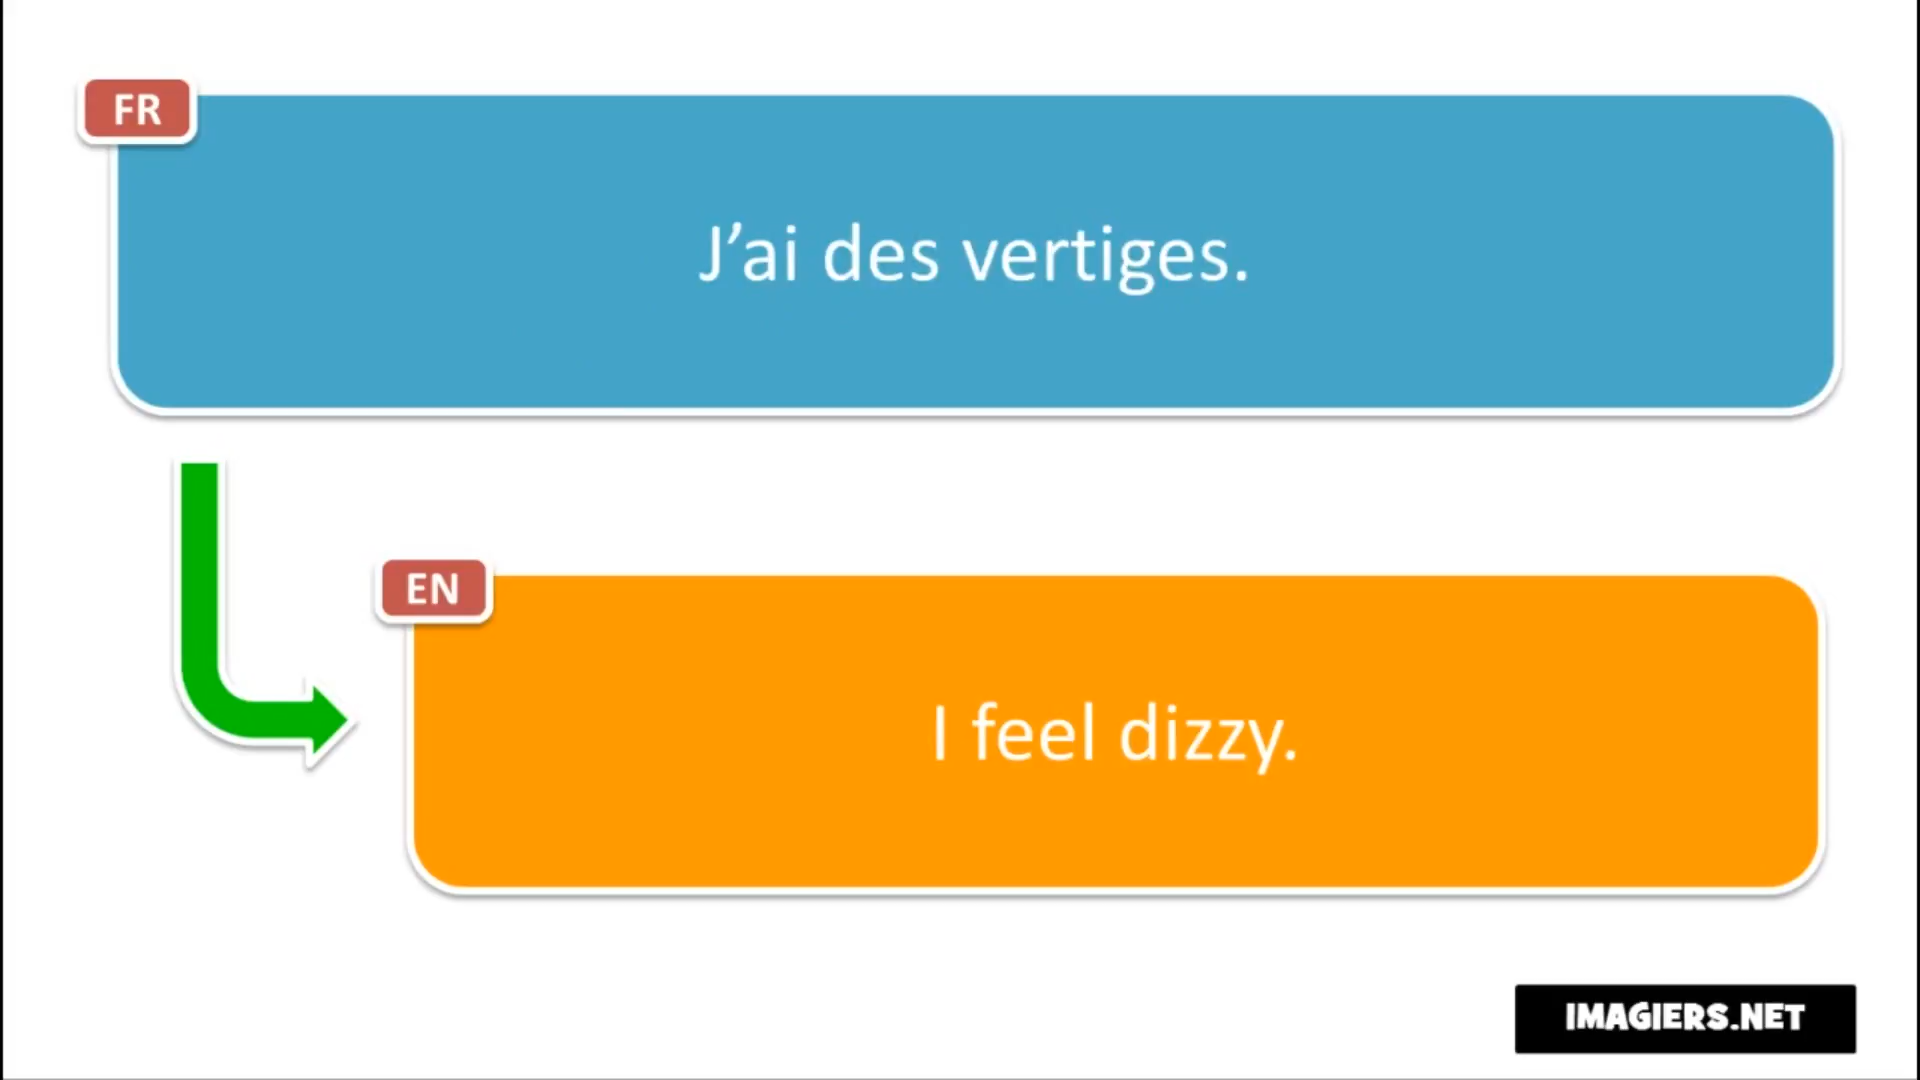 FR
J’ai des vertiges.
EN
I feel dizzy.
IMAGIERS.NET